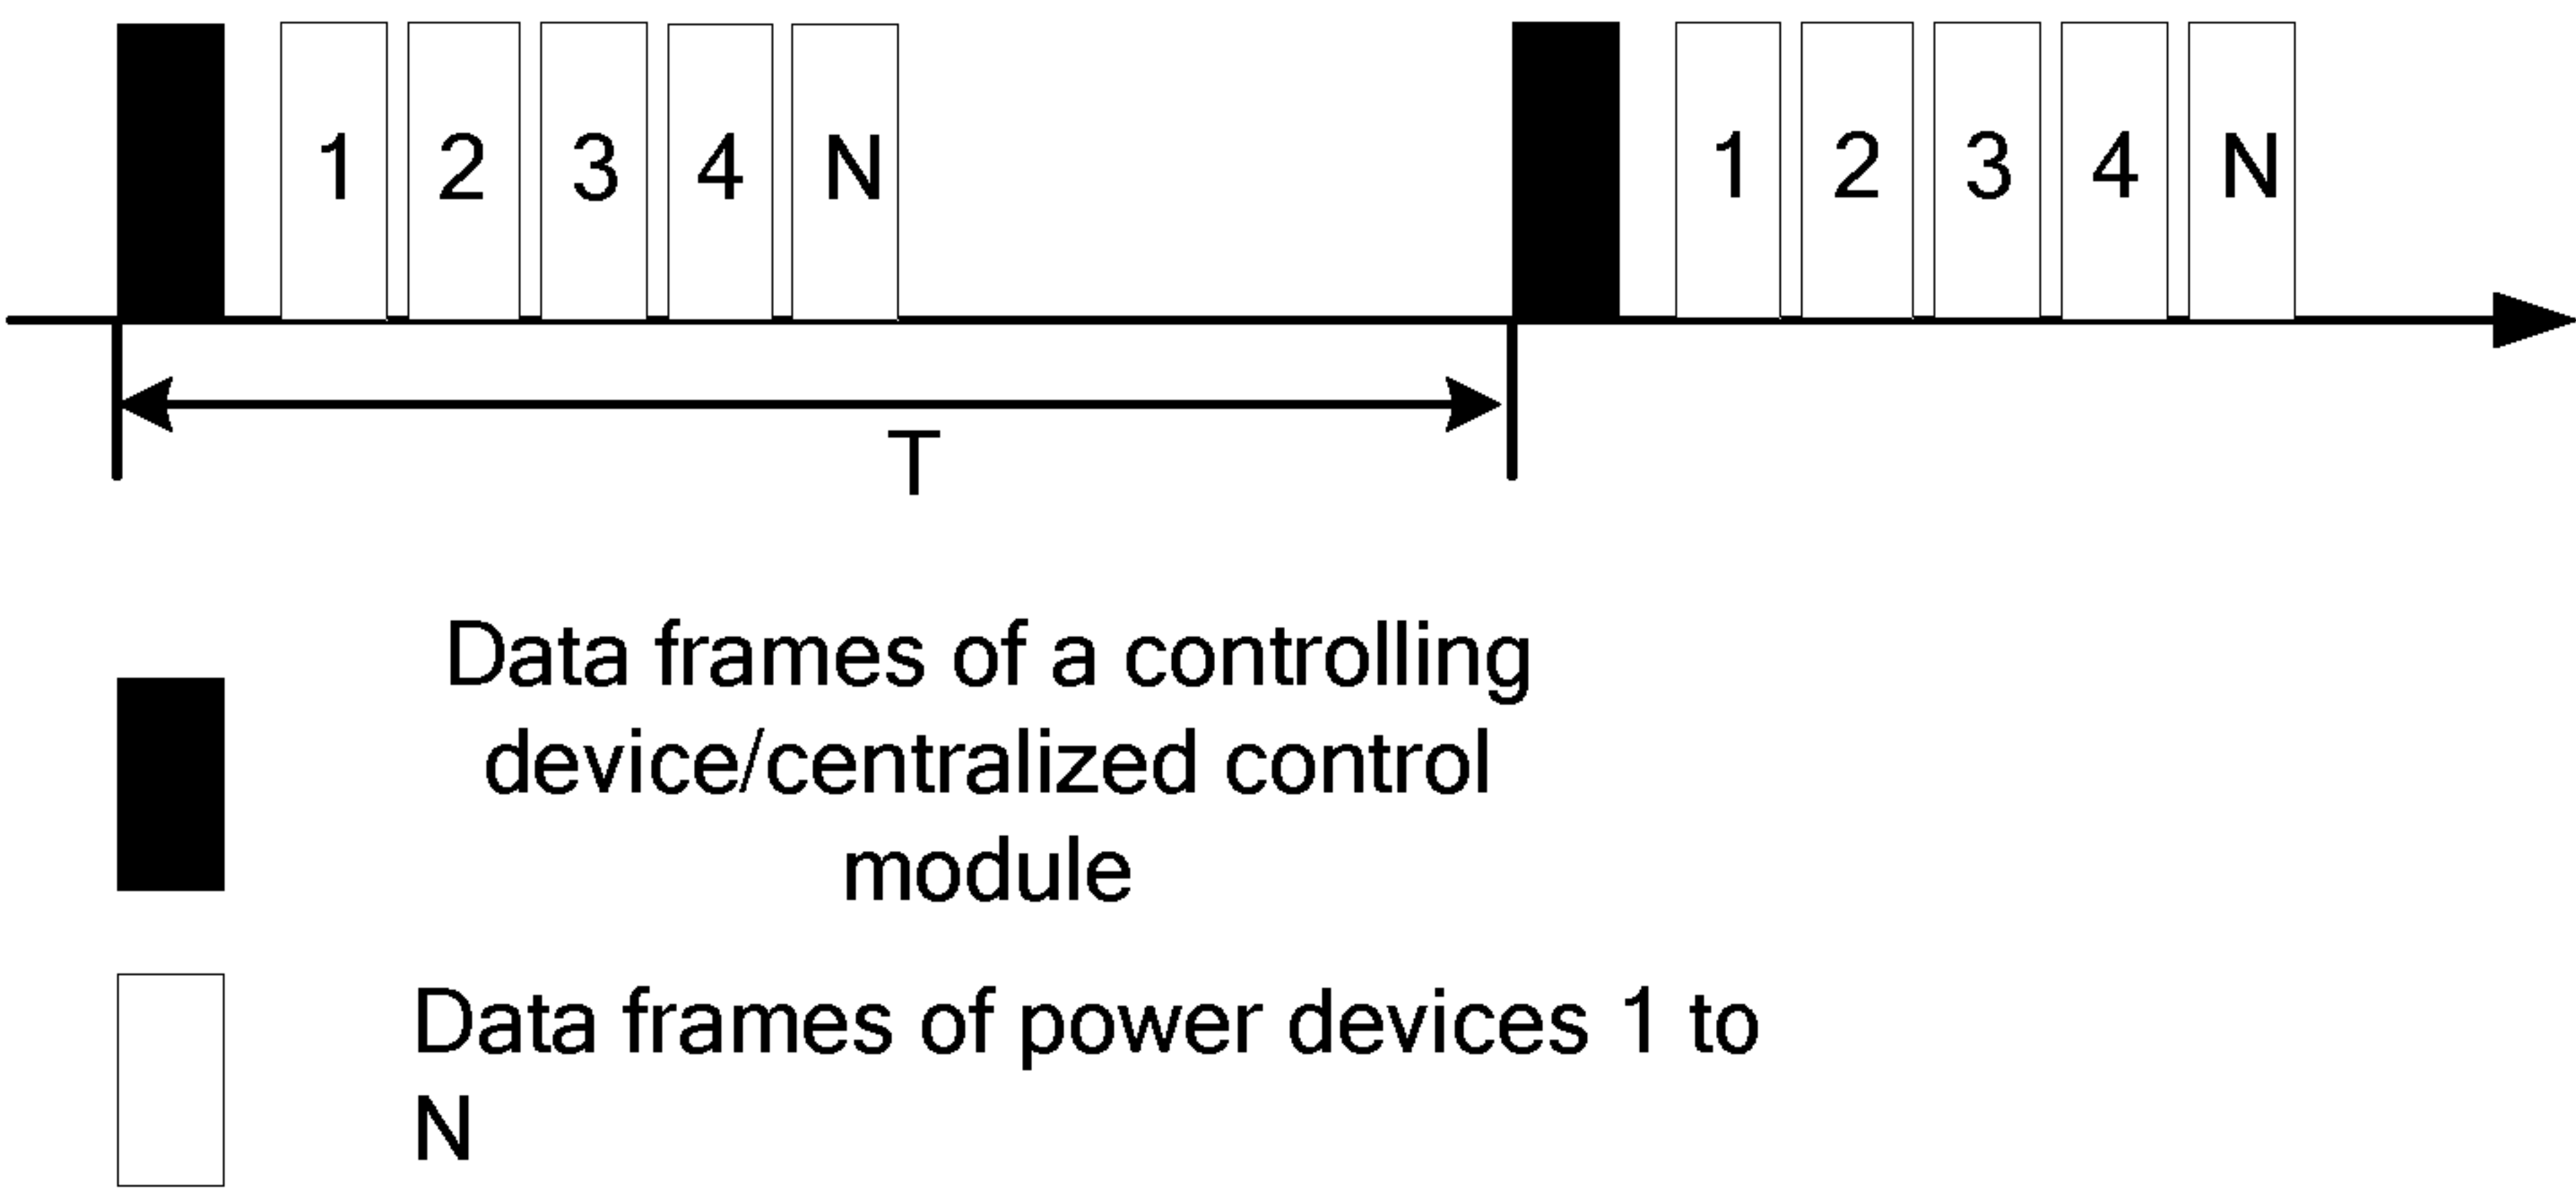 1 2 3 4 N 1 2 3 4 N
T
Data frames of a controlling
device/centralized control
module
Data frames of power devices 1 to
N